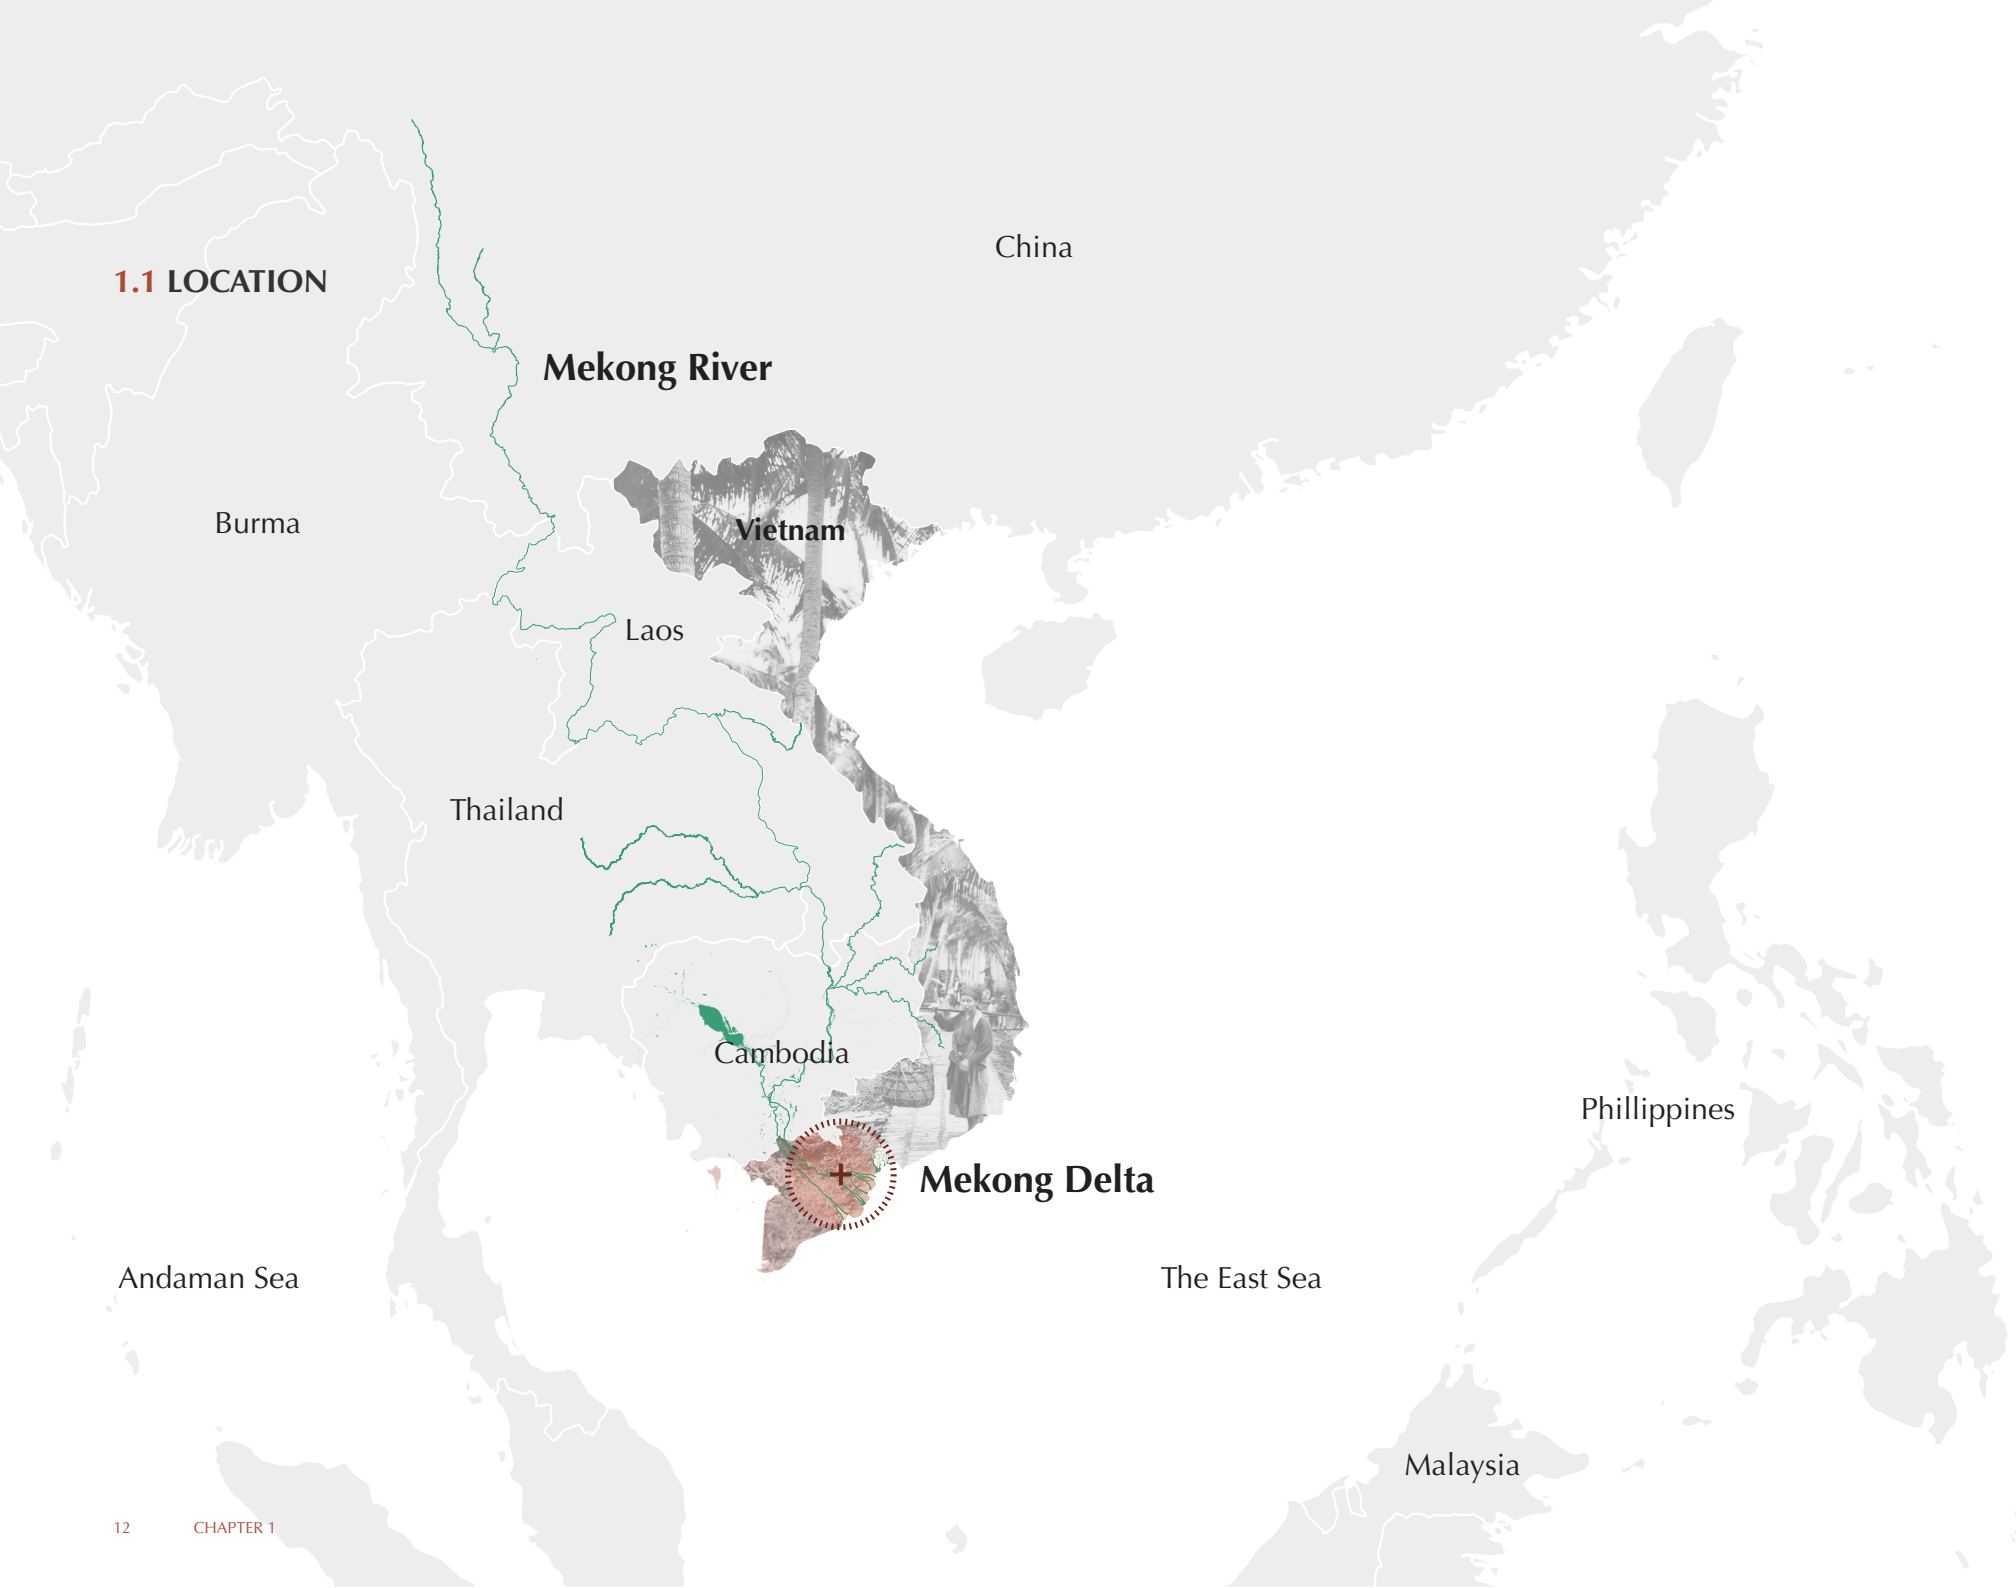 China
1.1 LOCATION
Mekong River
Burma
Vietnam
Laos
Thailand
Cambodia
Phillippines
Mekong Delta
Andaman Sea
The East Sea
Malaysia
12 CHAPTER 1